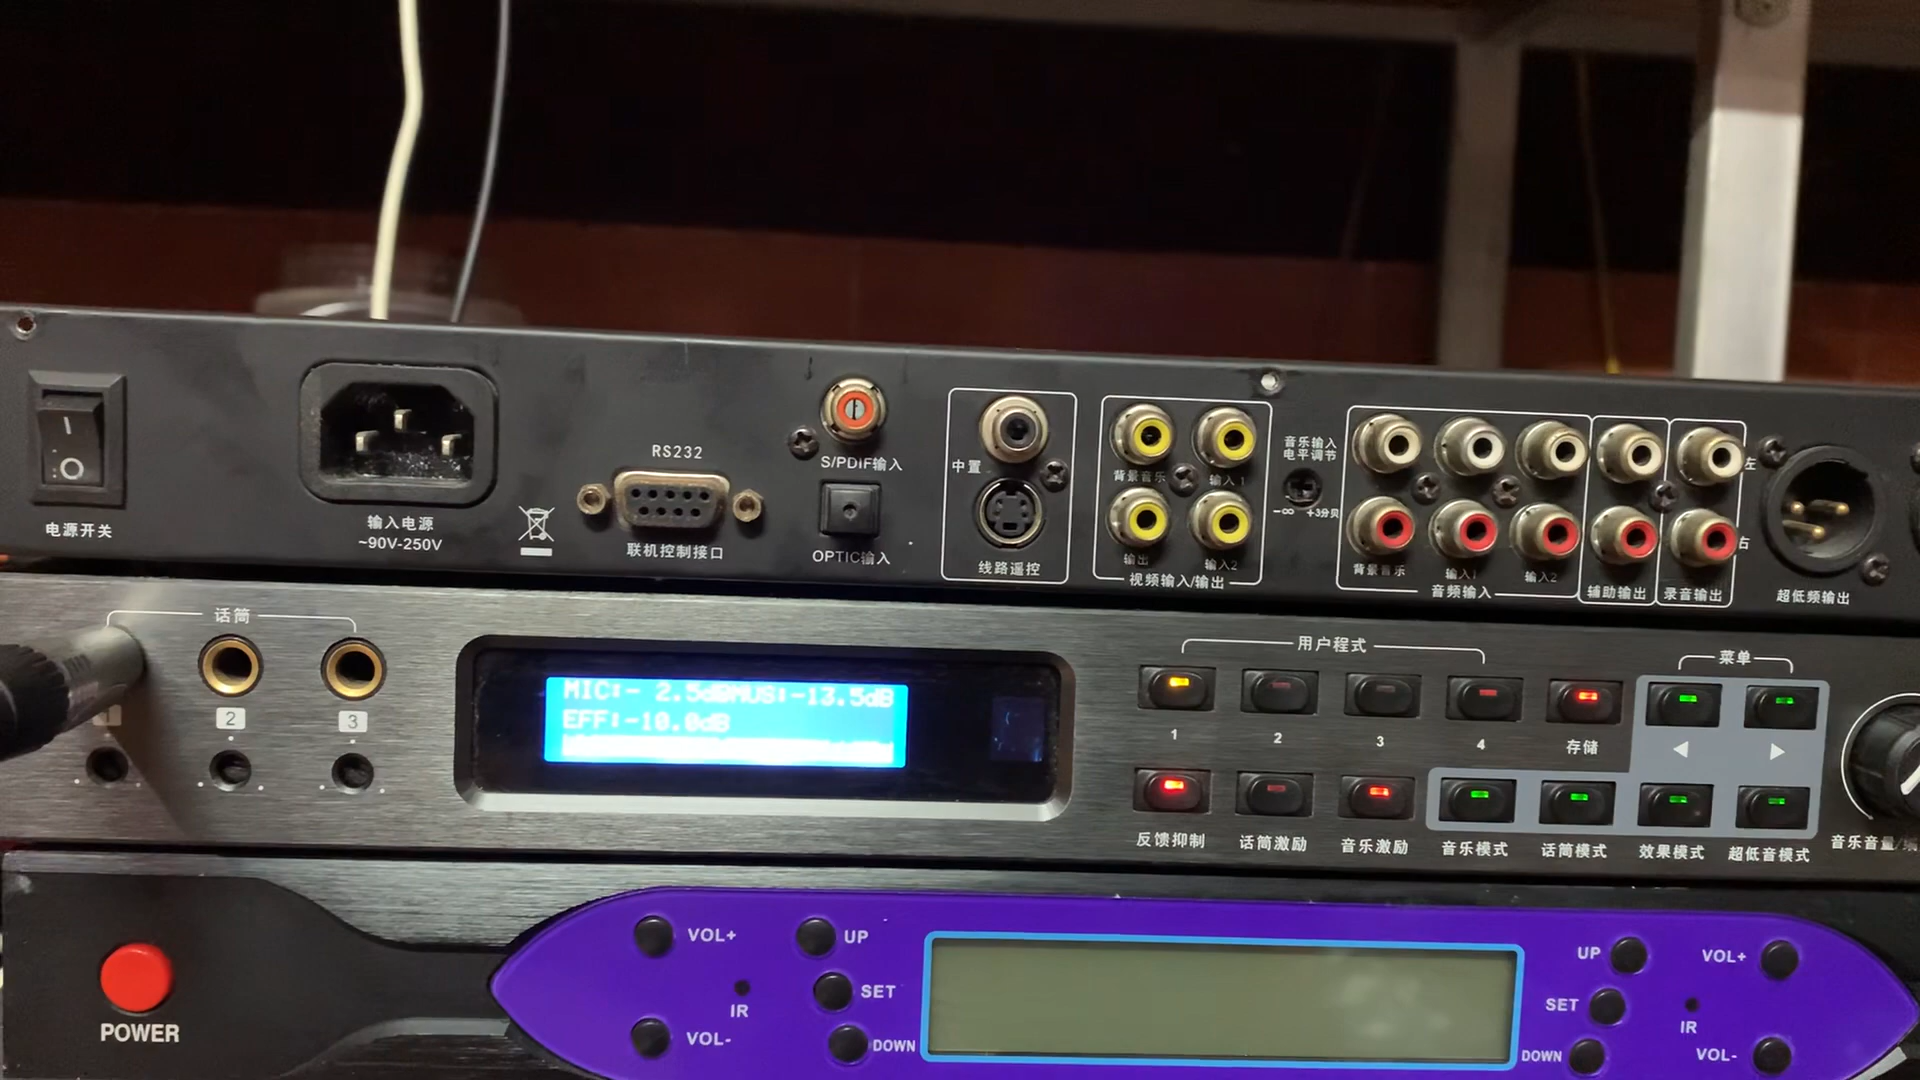 电源开关
输入电源
~90V-250V
RS232
联机控制接口
S/PDIF输入
OPTIC输入
中置
线路遥控
背景音乐
输入1
输出
输入2
视频输入/输出
音乐输入
电平调节
-∞ +3分贝
背景音乐
输入1
输入2
音频输入
辅助输出
录音输出
左
右
超低频输出
话筒
1
2
3
MIC:- 2.5dBMUS:-13.5dB
EFF:-10.0dB
用户程式
1
2
3
4
存储
菜单
反馈抑制
话筒激励
音乐激励
音乐模式
话筒模式
效果模式
超低音模式
音乐音量/
POWER
VOL+
UP
IR
SET
VOL-
DOWN
UP
VOL+
SET
IR
DOWN
VOL-